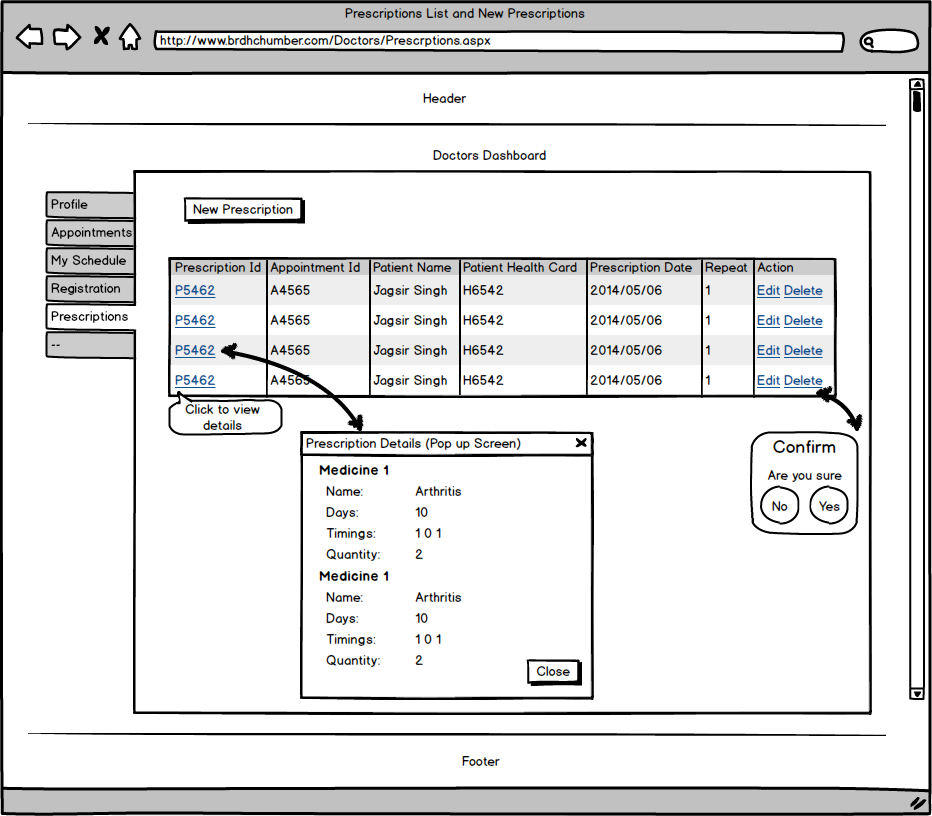 Prescriptions List and New Prescriptions
http://www.brdhchumber.com/Doctors/Prescrptions.aspx
Header
Doctors Dashboard
Profile
Appointments
My Schedule
Registration
Prescriptions
--
New Prescription
Prescription Id Appointment Id Patient Name Patient Health Card Prescription Date Repeat Action
P5462 A4565 Jagsir Singh H6542 2014/05/06 1 Edit Delete
P5462 A4565 Jagsir Singh H6542 2014/05/06 1 Edit Delete
P5462 A4565 Jagsir Singh H6542 2014/05/06 1 Edit Delete
P5462 A4565 Jagsir Singh H6542 2014/05/06 1 Edit Delete
Click to view
details
Prescription Details (Pop up Screen)
Medicine 1
Name: Arthritis
Days: 10
Timings: 1 0 1
Quantity: 2
Medicine 1
Name: Arthritis
Days: 10
Timings: 1 0 1
Quantity: 2
Close
Confirm
Are you sure
No Yes
Footer